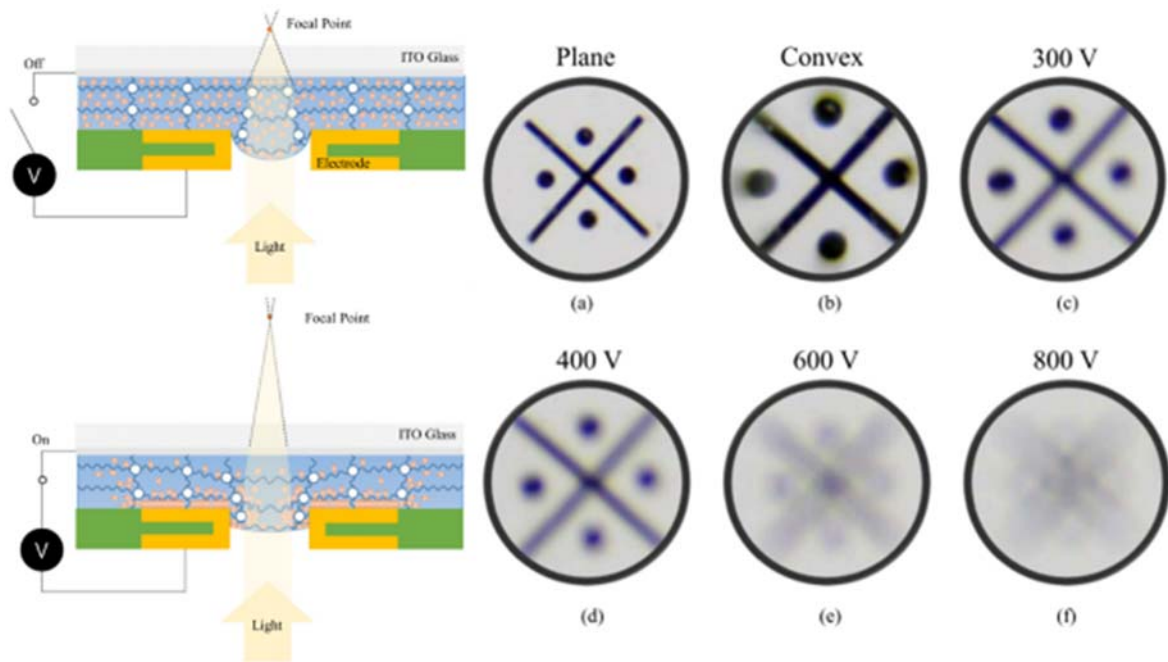 Focal Point
ITO Glass
Off
V
Electrode
Light
Focal Point
ITO Glass
On
V
Light
Plane
Convex
300 V
(a)
(b)
(c)
400 V
600 V
800 V
(d)
(e)
(f)